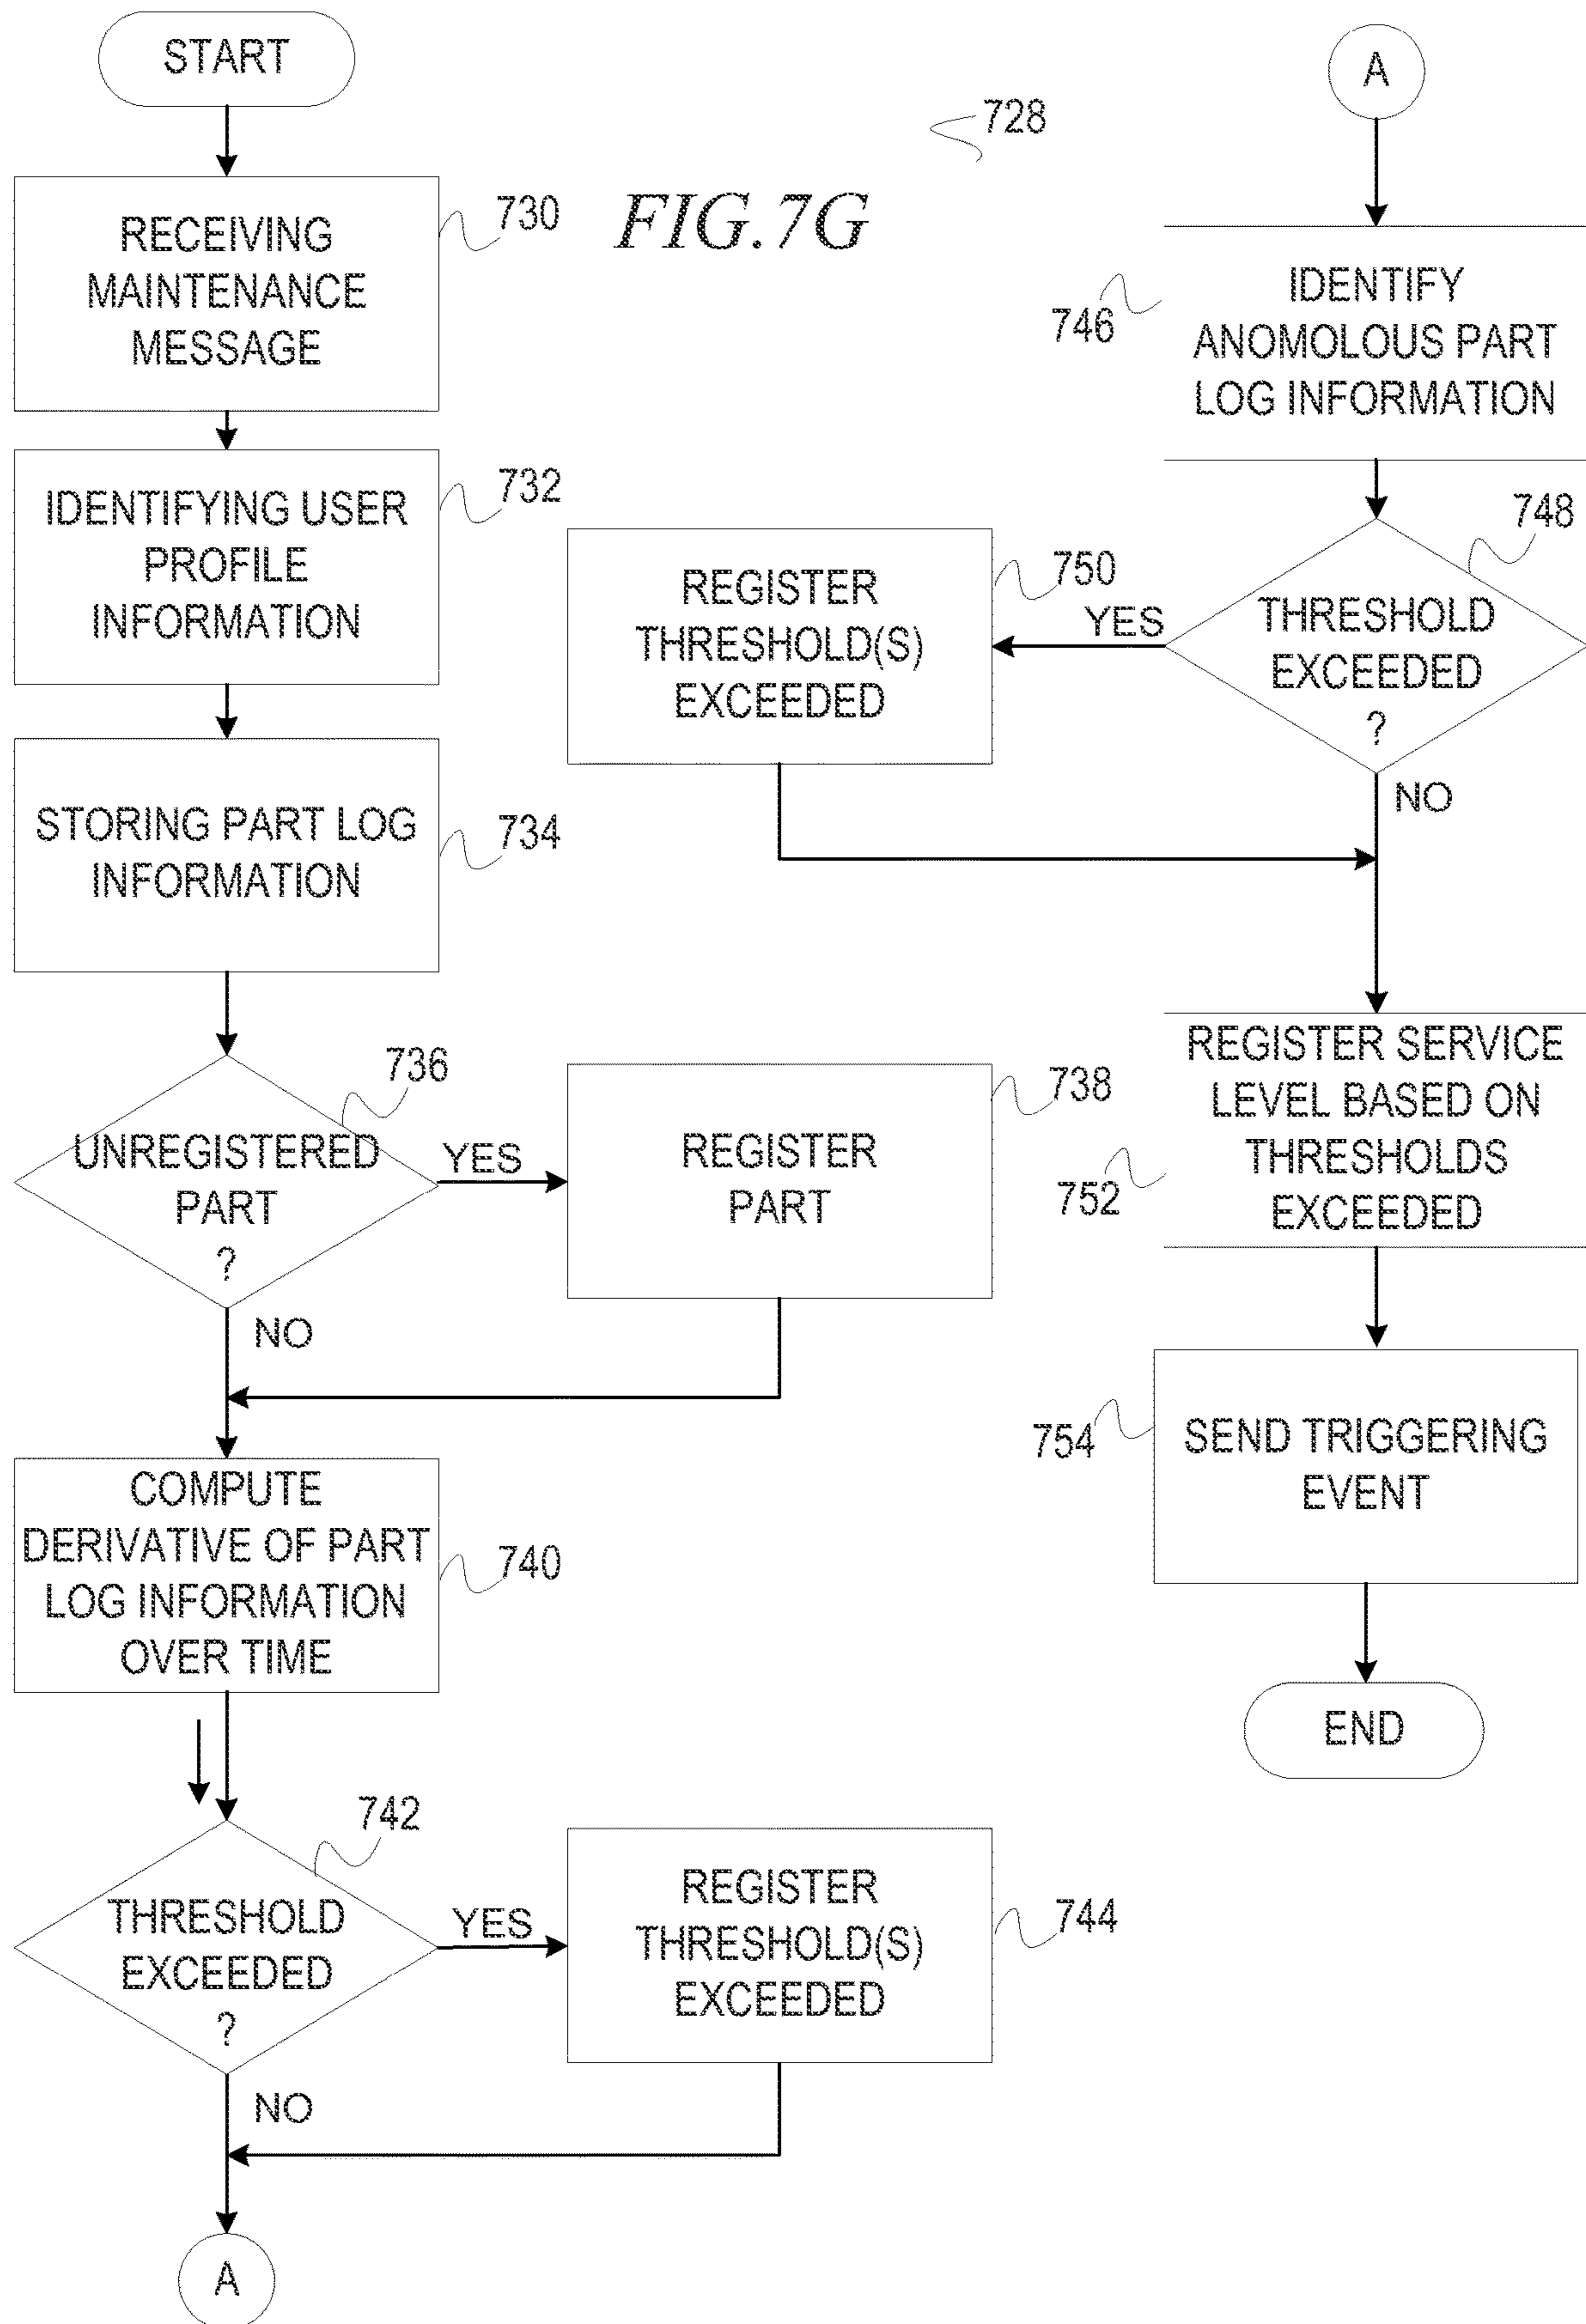 START
RECEIVING
MAINTENANCE
MESSAGE
730
IDENTIFYING USER
PROFILE
INFORMATION
732
STORING PART LOG
INFORMATION
734
UNREGISTERED
PART
?
736
YES
NO
REGISTER
PART
738
COMPUTE
DERIVATIVE OF PART
LOG INFORMATION
OVER TIME
740
THRESHOLD
EXCEEDED
?
742
YES
NO
REGISTER
THRESHOLD(S)
EXCEEDED
744
A
728
FIG. 7G
A
IDENTIFY
ANOMOLOUS PART
LOG INFORMATION
746
THRESHOLD
EXCEEDED
?
748
YES
NO
REGISTER
THRESHOLD(S)
EXCEEDED
750
REGISTER SERVICE
LEVEL BASED ON
THRESHOLDS
EXCEEDED
752
SEND TRIGGERING
EVENT
754
END